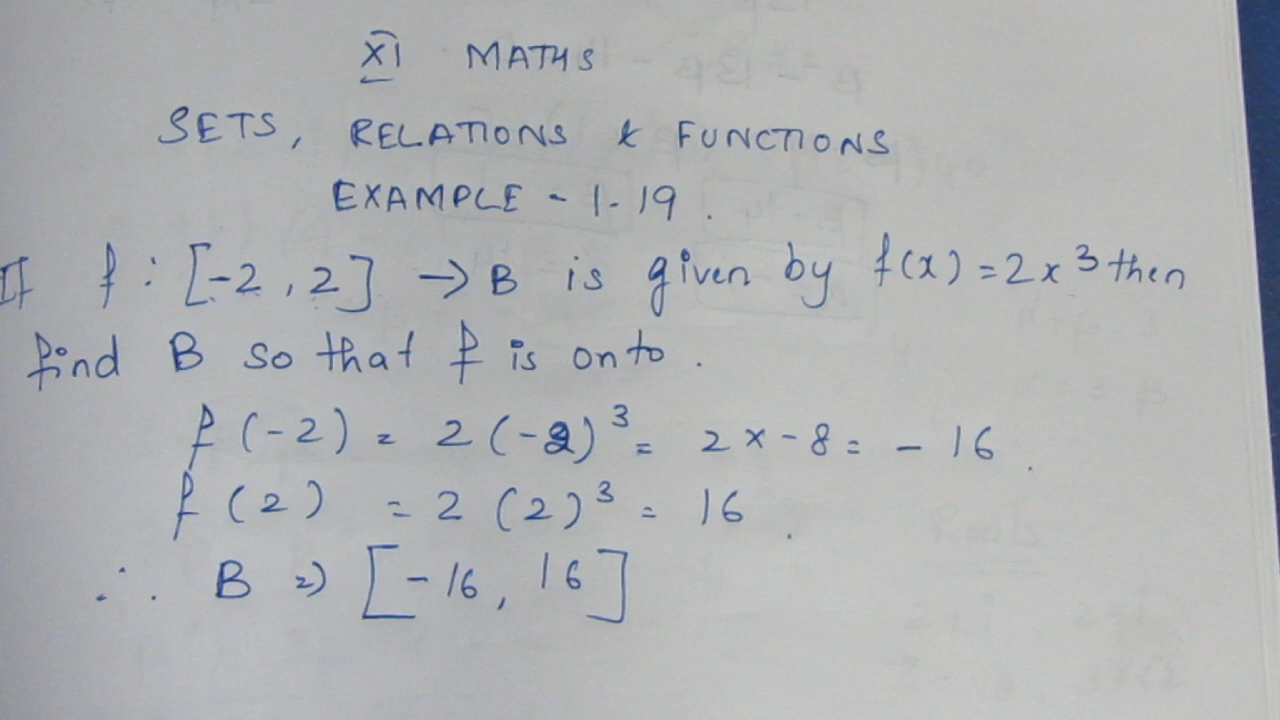 XI MATHS
SETS, RELATIONS & FUNCTIONS
EXAMPLE - 1.19.
If f : [-2, 2] → B is given by f(x) = 2x³ then
find B so that f is onto.
f(-2) = 2(-2)³ = 2 x -8 = -16.
f(2) = 2(2)³ = 16.
∴ B => [-16, 16]